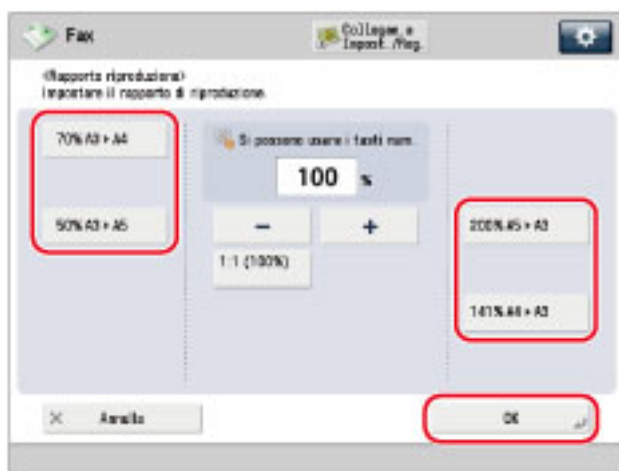 Fax
Collegam. a
Impost./Reg.
<Rapporto riproduzione>
Impostare il rapporto di riproduzione.
70% A3 ▸ A4
Si possono usare i tasti num.
100 %
50% A3 ▸ A5
− +
200% A5 ▸ A3
1:1 (100%)
141% A4 ▸ A3
× Annulla
OK